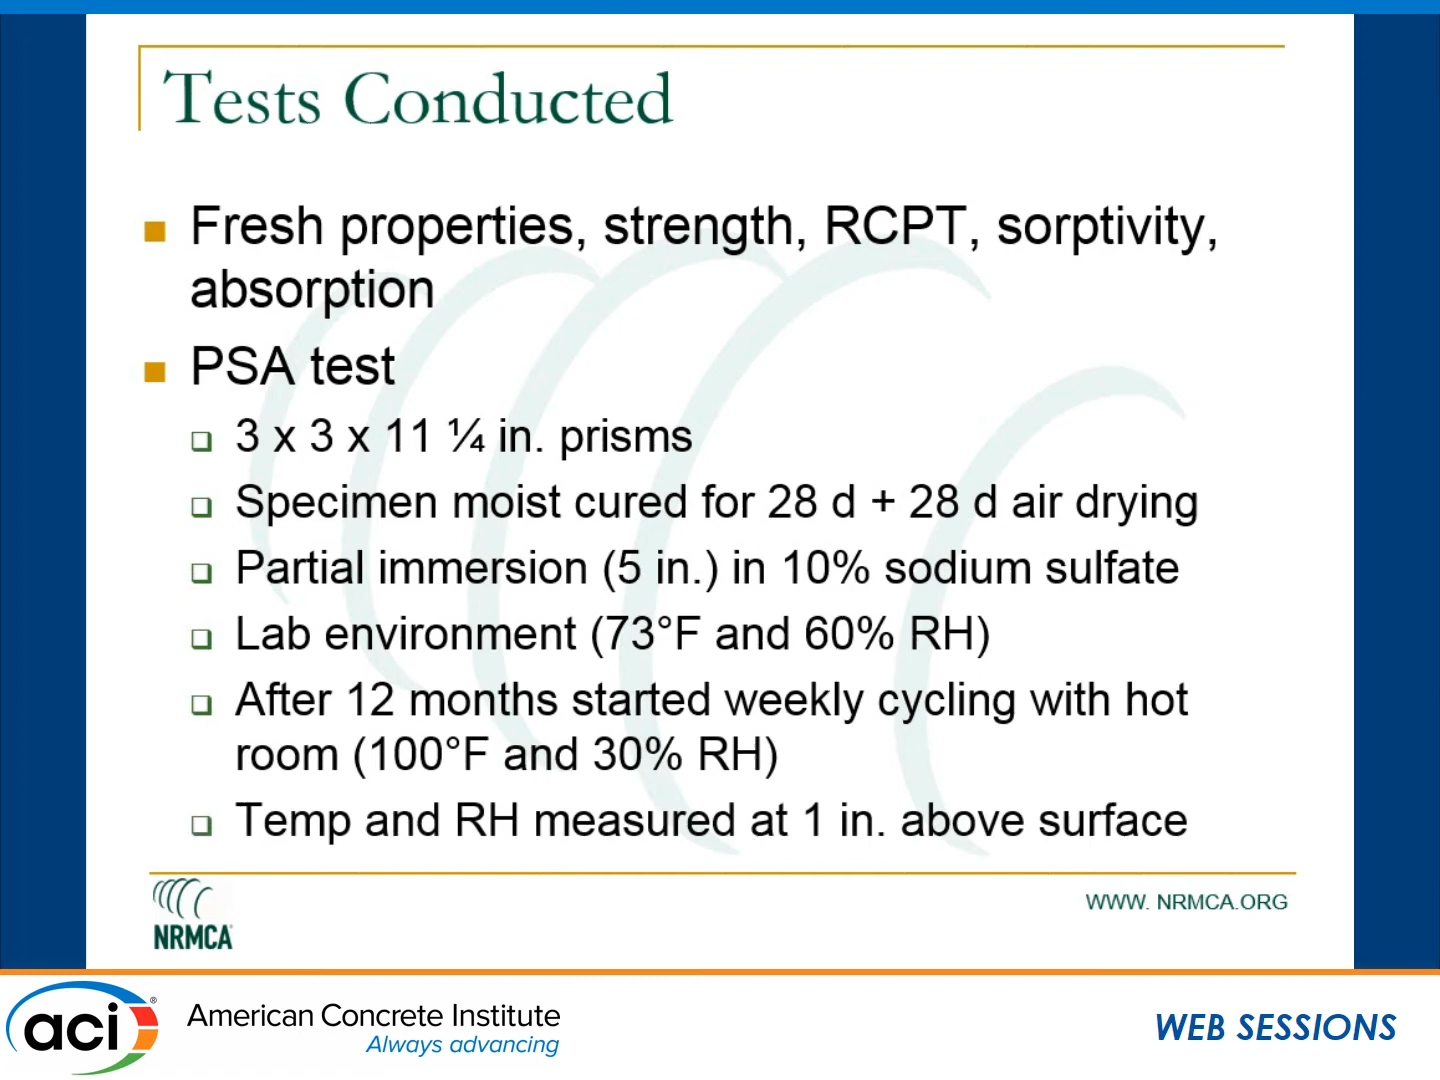 Tests Conducted
Fresh properties, strength, RCPT, sorptivity,
absorption
PSA test
3 x 3 x 11 ¼ in. prisms
Specimen moist cured for 28 d + 28 d air drying
Partial immersion (5 in.) in 10% sodium sulfate
Lab environment (73°F and 60% RH)
After 12 months started weekly cycling with hot
room (100°F and 30% RH)
Temp and RH measured at 1 in. above surface
NRMCA
WWW. NRMCA.ORG
aci®
American Concrete Institute
Always advancing
WEB SESSIONS